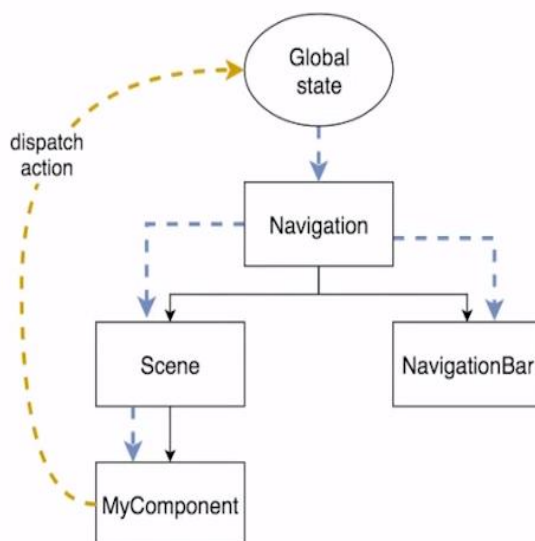 Global
state
dispatch
action
Navigation
Scene
NavigationBar
MyComponent